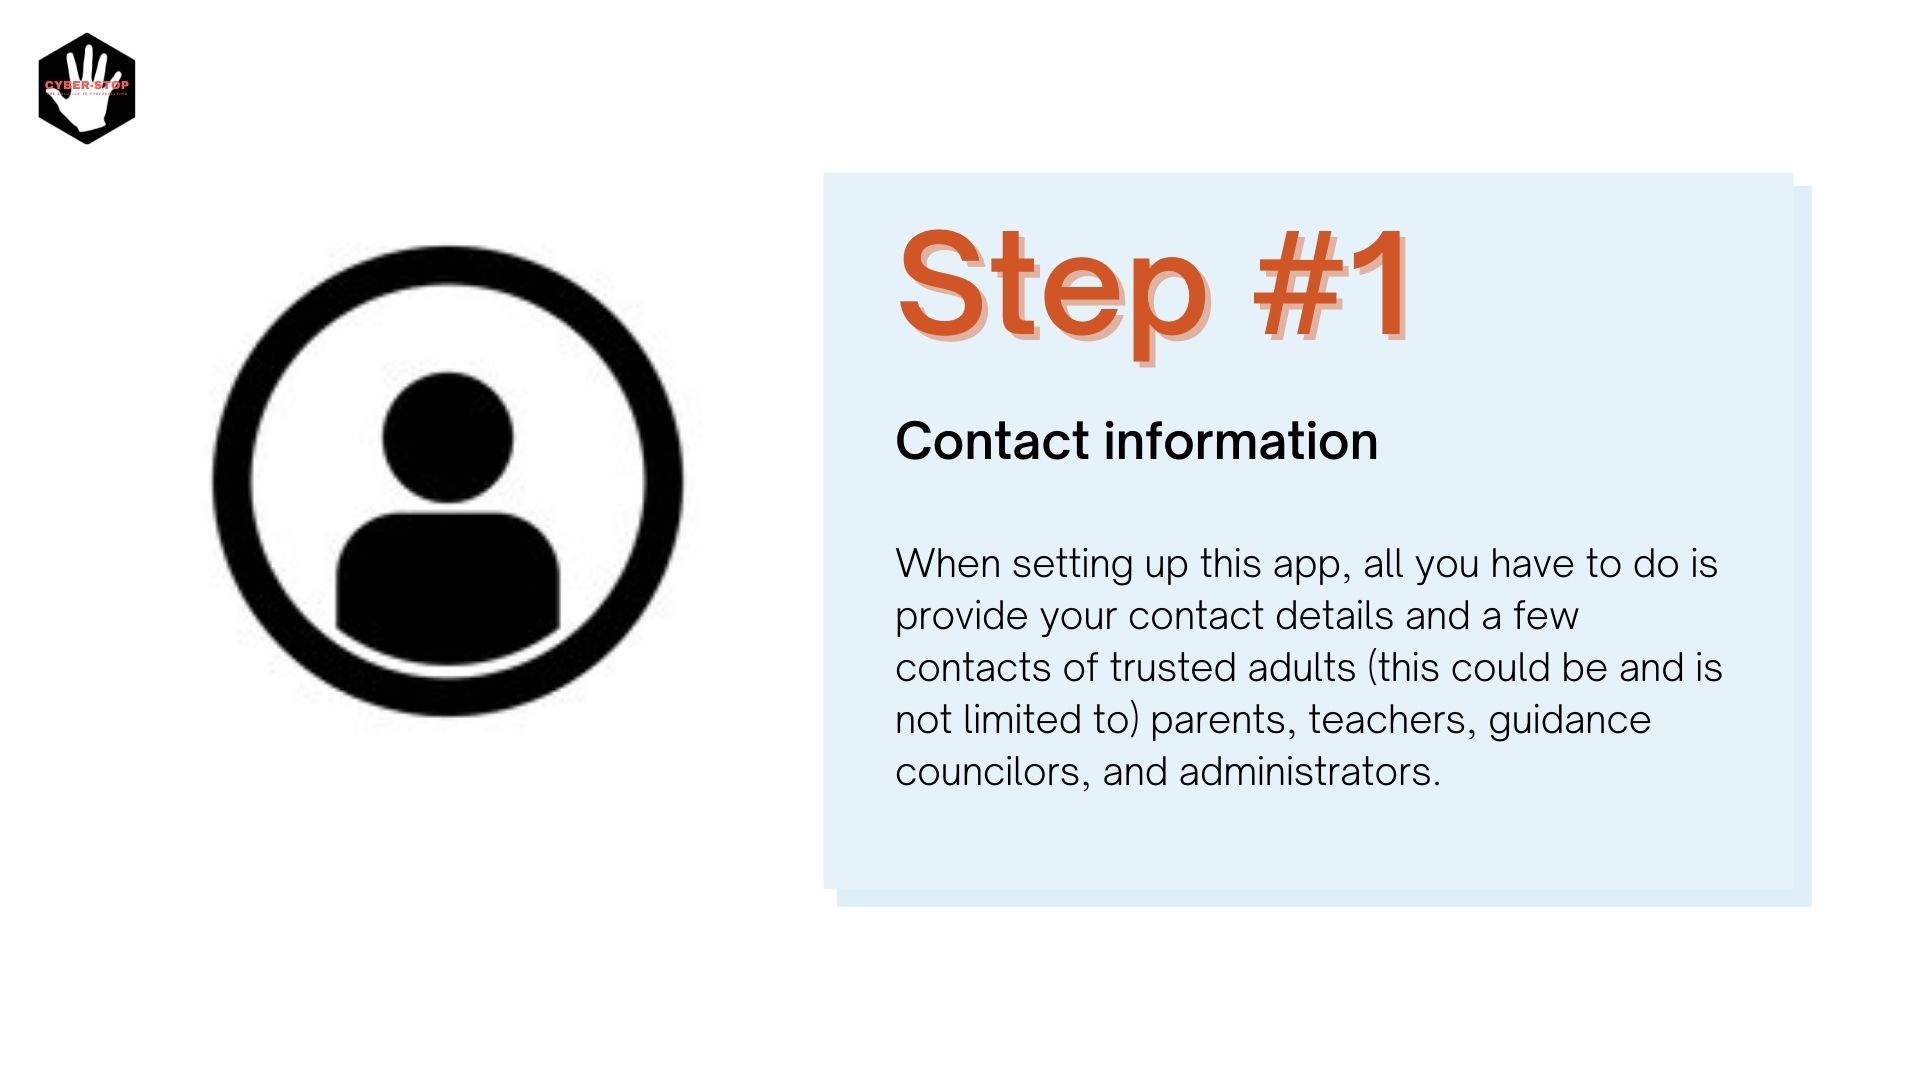 CYBER-STOP
Step #1
Contact information
When setting up this app, all you have to do is
provide your contact details and a few
contacts of trusted adults (this could be and is
not limited to) parents, teachers, guidance
councilors, and administrators.